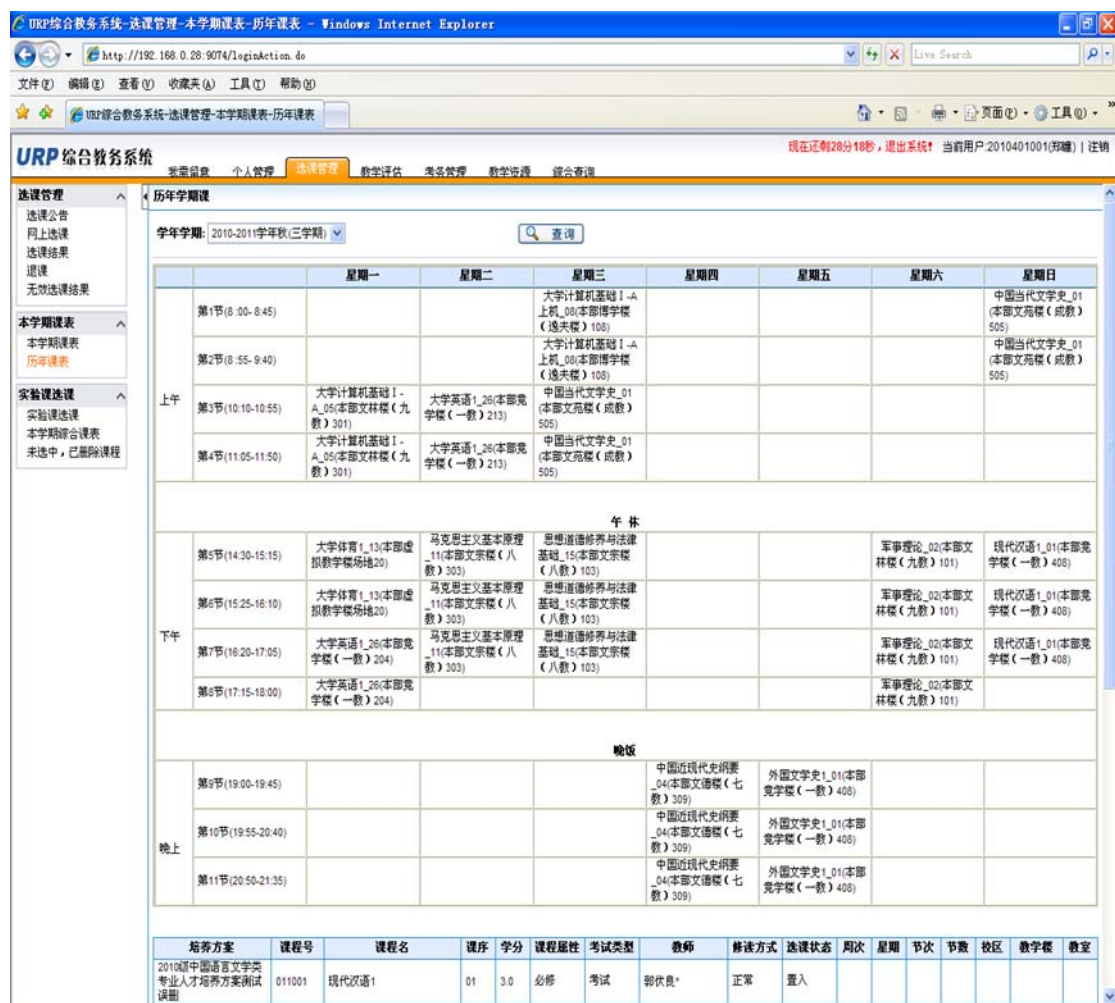 URP综合教务系统-选课管理-本学期课表-历年课表 - Windows Internet Explorer
http://192.168.0.28:9074/loginAction.do
Live Search
文件(F) 编辑(E) 查看(V) 收藏夹(A) 工具(T) 帮助(H)
URP综合教务系统-选课管理-本学期课表-历年课表
页面(P) 工具(O)
URP 综合教务系统
现在还剩28分18秒，退出系统! 当前用户:2010401001 | 注销
我要留言 个人管理 选课管理 教学评估 考务管理 教学资源 综合查询
选课管理
选课公告
网上选课
选课结果
退课
无效选课结果
本学期课表
本学期课表
历年课表
实验课选课
实验课选课
本学期综合课表
未选中，已删除课程
历年学期课
学年学期: 2010-2011学年秋(三学期) 查询
星期一 星期二 星期三 星期四 星期五 星期六 星期日
上午
第1节(8:00-8:45)
大学计算机基础Ⅰ-A
上机_08(本部博学楼
(逸夫楼)108)
中国当代文学史_01
(本部文苑楼(成教)
505)
第2节(8:55-9:40)
大学计算机基础Ⅰ-A
上机_08(本部博学楼
(逸夫楼)108)
中国当代文学史_01
(本部文苑楼(成教)
505)
第3节(10:10-10:55)
大学计算机基础Ⅰ-
A_05(本部文林楼(九
教)301)
大学英语1_26(本部竞
学楼(一教)213)
中国当代文学史_01
(本部文苑楼(成教)
505)
第4节(11:05-11:50)
大学计算机基础Ⅰ-
A_05(本部文林楼(九
教)301)
大学英语1_26(本部竞
学楼(一教)213)
中国当代文学史_01
(本部文苑楼(成教)
505)
午休
下午
第5节(14:30-15:15)
大学体育1_13(本部虚
拟教学楼场地20)
马克思主义基本原理
_11(本部文宗楼(八
教)303)
思想道德修养与法律
基础_15(本部文宗楼
(八教)103)
军事理论_02(本部文
林楼(九教)101)
现代汉语1_01(本部竞
学楼(一教)408)
第6节(15:25-16:10)
大学体育1_13(本部虚
拟教学楼场地20)
马克思主义基本原理
_11(本部文宗楼(八
教)303)
思想道德修养与法律
基础_15(本部文宗楼
(八教)103)
军事理论_02(本部文
林楼(九教)101)
现代汉语1_01(本部竞
学楼(一教)408)
第7节(16:20-17:05)
大学英语1_26(本部竞
学楼(一教)204)
马克思主义基本原理
_11(本部文宗楼(八
教)303)
思想道德修养与法律
基础_15(本部文宗楼
(八教)103)
军事理论_02(本部文
林楼(九教)101)
现代汉语1_01(本部竞
学楼(一教)408)
第8节(17:15-18:00)
大学英语1_26(本部竞
学楼(一教)204)
军事理论_02(本部文
林楼(九教)101)
晚饭
晚上
第9节(19:00-19:45)
中国近现代史纲要
_04(本部文德楼(七
教)309)
外国文学史1_01(本部
竞学楼(一教)408)
第10节(19:55-20:40)
中国近现代史纲要
_04(本部文德楼(七
教)309)
外国文学史1_01(本部
竞学楼(一教)408)
第11节(20:50-21:35)
中国近现代史纲要
_04(本部文德楼(七
教)309)
外国文学史1_01(本部
竞学楼(一教)408)
培养方案 课程号 课程名 课序 学分 课程属性 考试类型 教师 修读方式 选课状态 周次 星期 节次 节数 校区 教学楼 教室
2010级中国语言文学类
专业人才培养方案测试
误删
011001 现代汉语1 01 3.0 必修 考试 郭伏良* 正常 置入